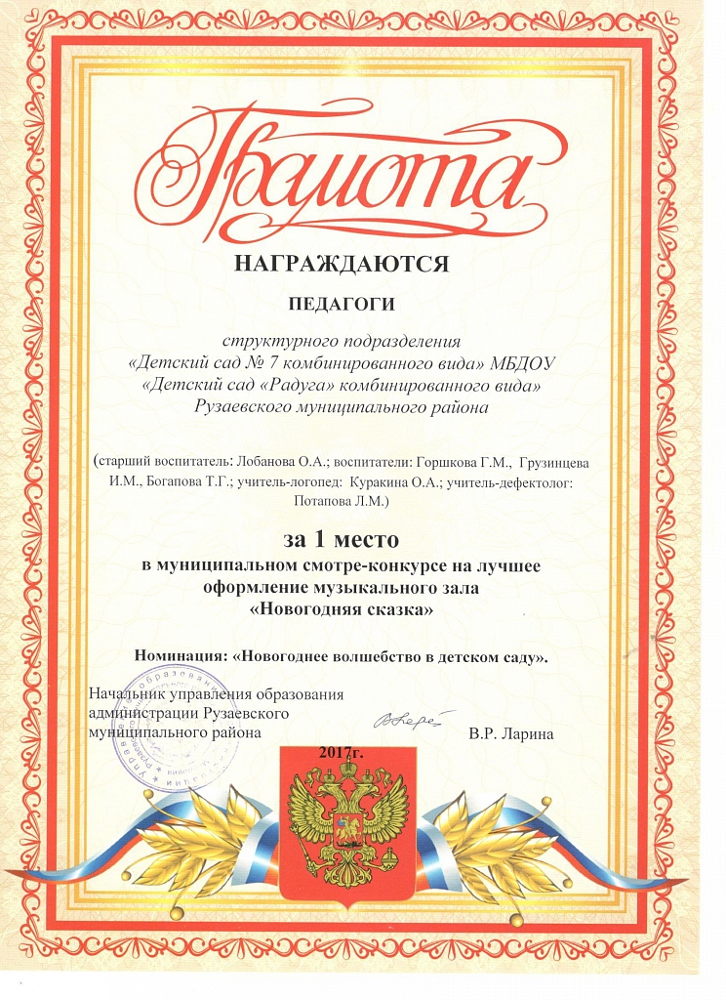 Грамота
НАГРАЖДАЮТСЯ
ПЕДАГОГИ
структурного подразделения
«Детский сад № 7 комбинированного вида» МБДОУ
«Детский сад «Радуга» комбинированного вида»
Рузаевского муниципального района
(старший воспитатель: Лобанова О.А.; воспитатели: Горшкова Г.М., Грузинцева
И.М., Богапова Т.Г.; учитель-логопед: Куракина О.А.; учитель-дефектолог:
Потапова Л.М.)
за 1 место
в муниципальном смотре-конкурсе на лучшее
оформление музыкального зала
«Новогодняя сказка»
Номинация: «Новогоднее волшебство в детском саду».
Начальник управления образования
администрации Рузаевского
муниципального района
В.Р. Ларина
2017г.